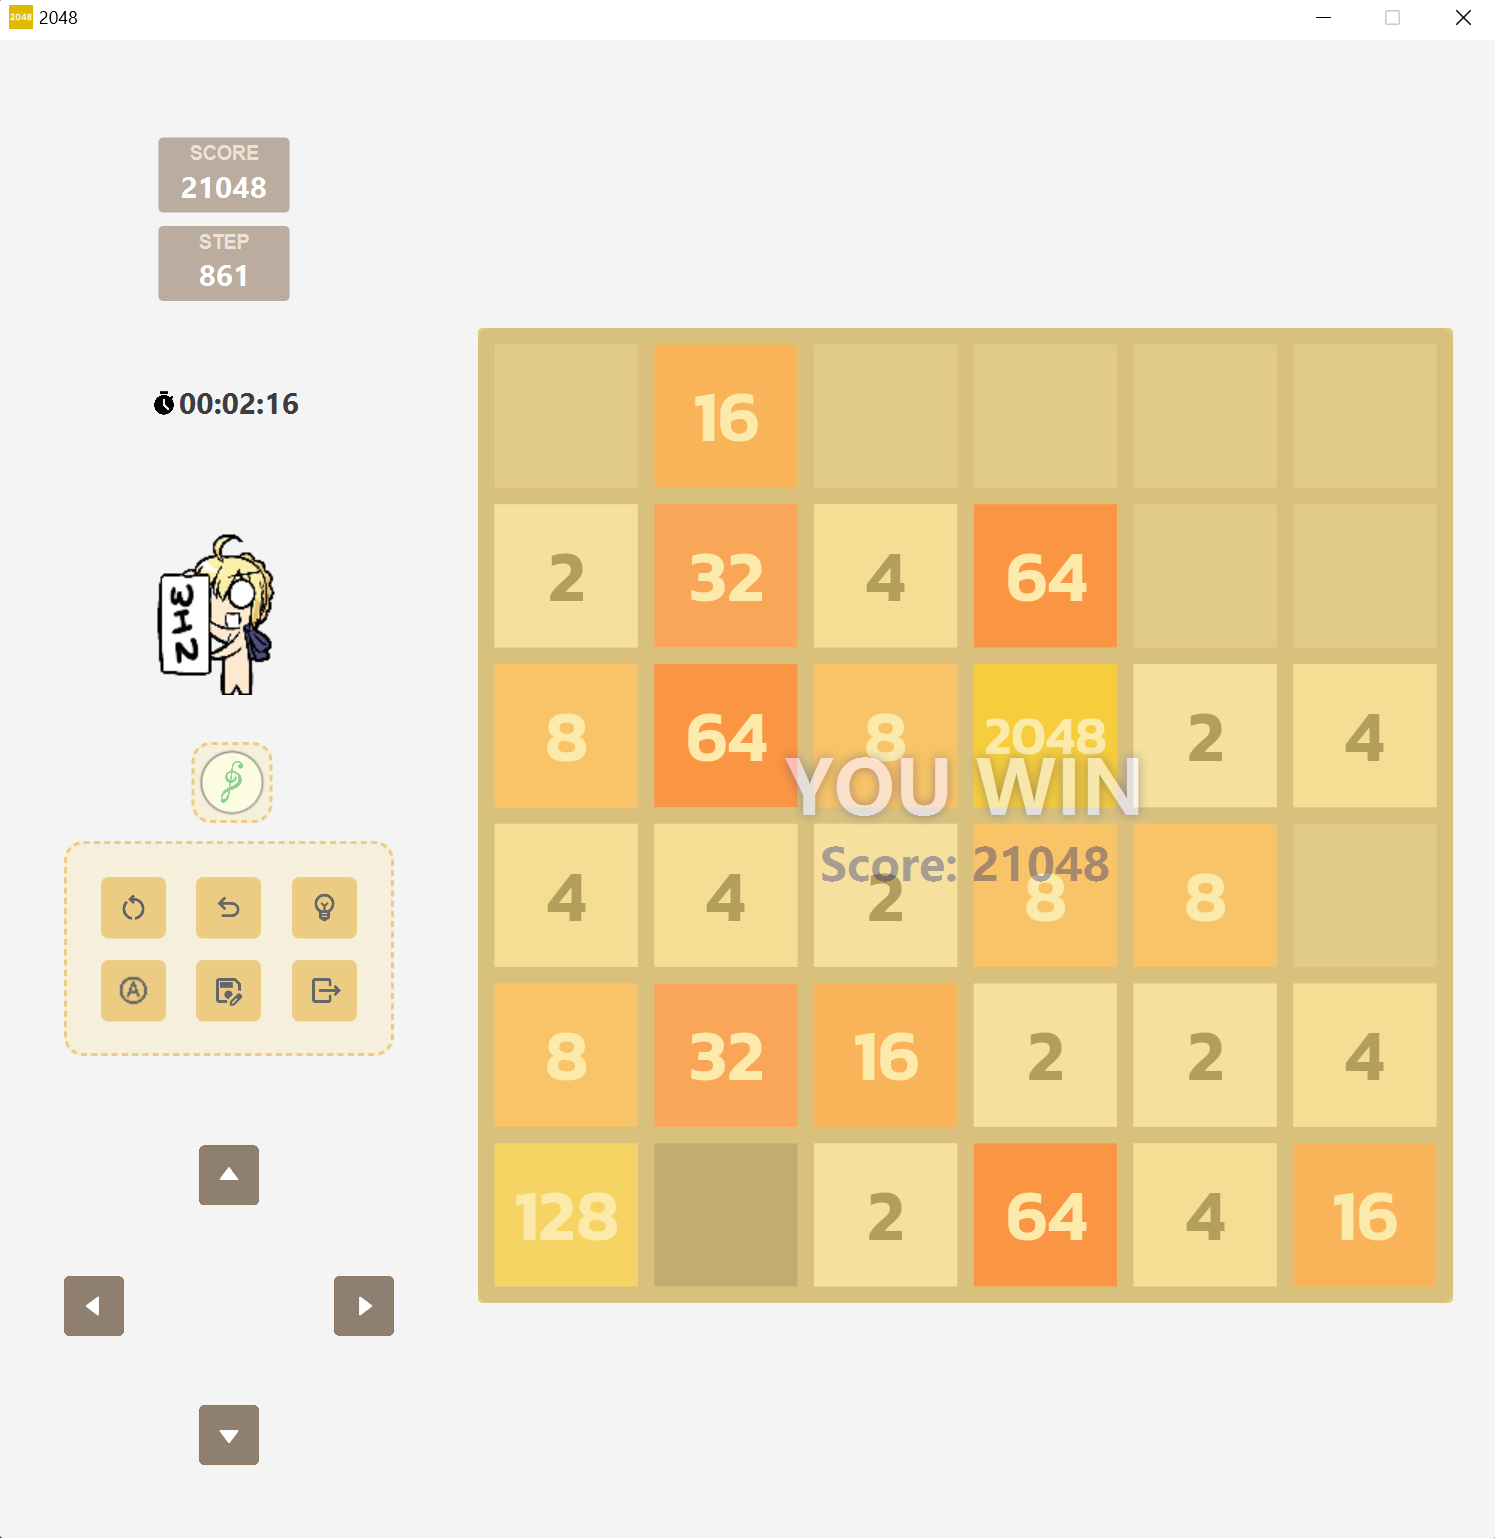 2048 2048
SCORE
21048
STEP
861
00:02:16
16
2 32 4 64
8 64 8 2048 2 4
YOU WIN
Score: 21048
4 4 2 8 8
8 32 16 2 2 4
128 2 64 4 16
A